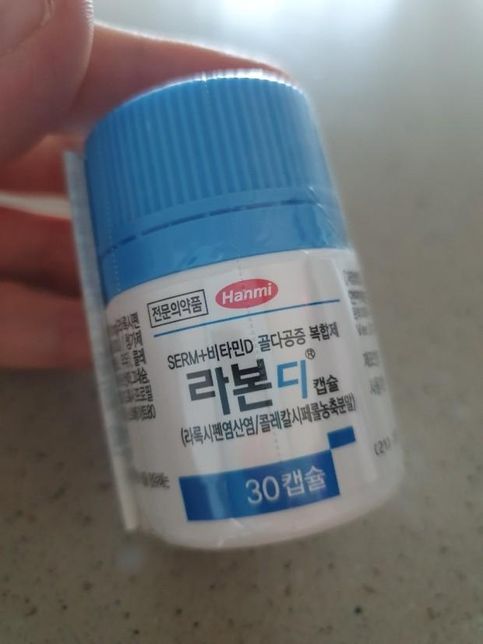 Hanmi
전문의약품
SERM+비타민D 골다공증 복합제
라본디® 캡슐
(라록시펜염산염/콜레칼시페롤농축분말)
30캡슐